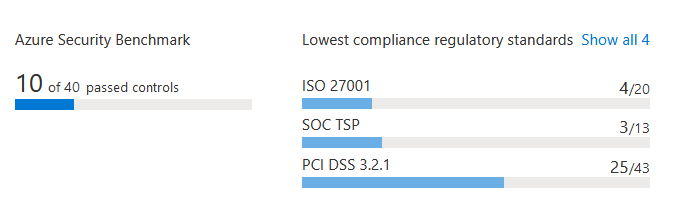 Azure Security Benchmark
10 of 40 passed controls
Lowest compliance regulatory standards Show all 4
ISO 27001 4/20
SOC TSP 3/13
PCI DSS 3.2.1 25/43